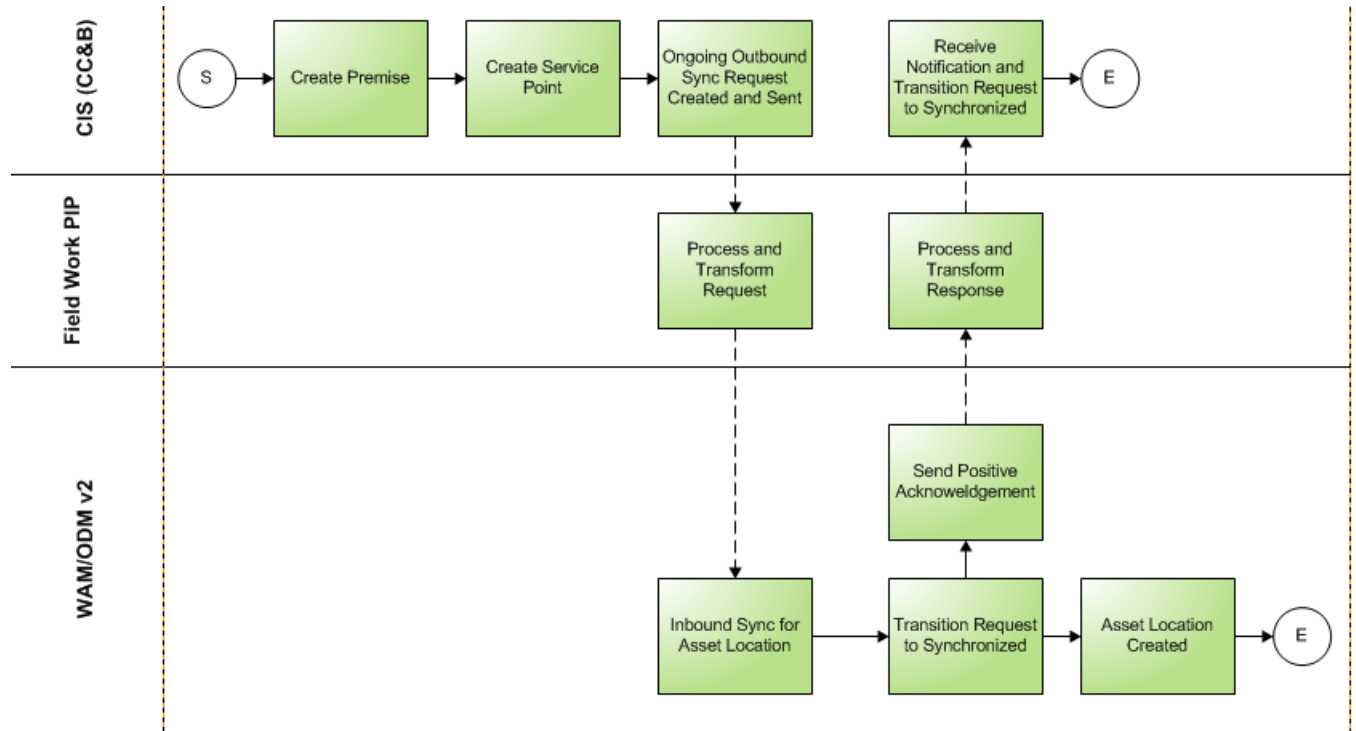 CIS (CC&B)
S
Create Premise
Create Service
Point
Ongoing Outbound
Sync Request
Created and Sent
Receive
Notification and
Transition Request
to Synchronized
E
Field Work PIP
Process and
Transform
Request
Process and
Transform
Response
WAM/ODM v2
Send Positive
Acknoweldgement
Inbound Sync for
Asset Location
Transition Request
to Synchronized
Asset Location
Created
E